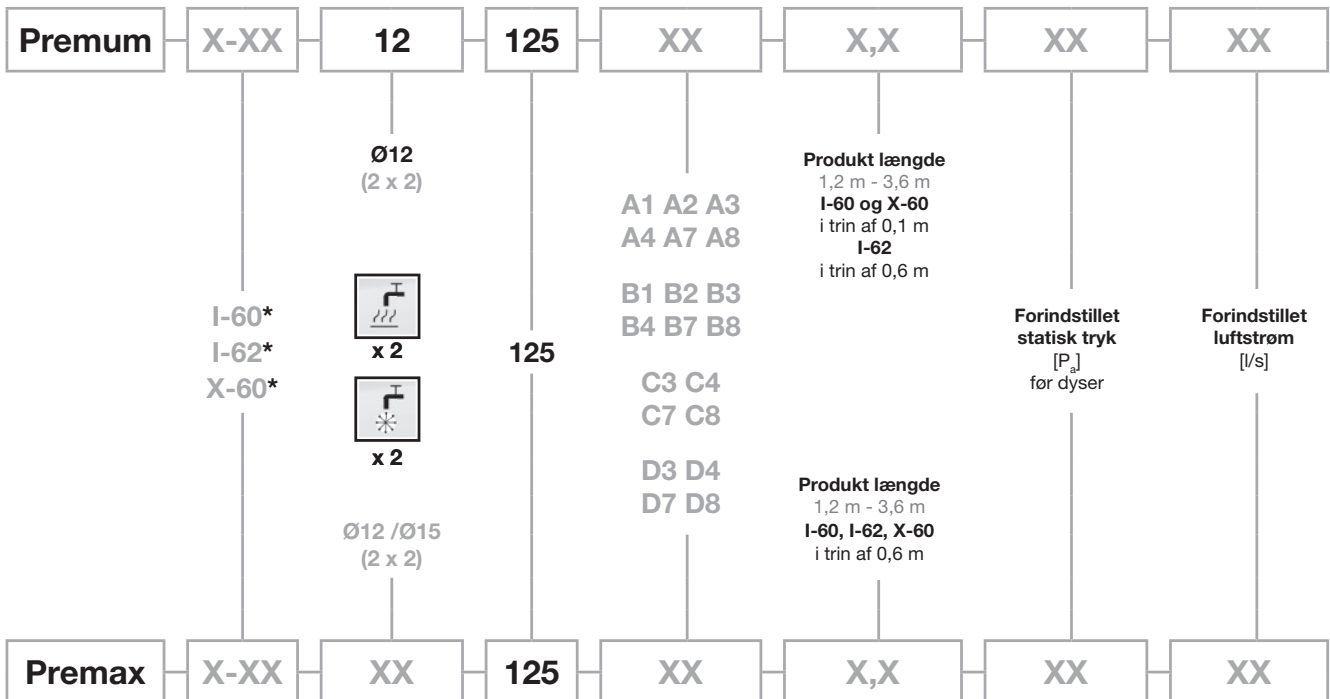 Premum X-XX 12 125 XX X,X XX XX
Ø12
(2 x 2)
x 2
x 2
Ø12 /Ø15
(2 x 2)
I-60*
I-62*
X-60*
125
A1 A2 A3
A4 A7 A8
B1 B2 B3
B4 B7 B8
C3 C4
C7 C8
D3 D4
D7 D8
Produkt længde
1,2 m - 3,6 m
I-60 og X-60
i trin af 0,1 m
I-62
i trin af 0,6 m
Produkt længde
1,2 m - 3,6 m
I-60, I-62, X-60
i trin af 0,6 m
Forindstillet
statisk tryk
[Pa]
før dyser
Forindstillet
luftstrøm
[l/s]
Premax X-XX XX 125 XX X,X XX XX